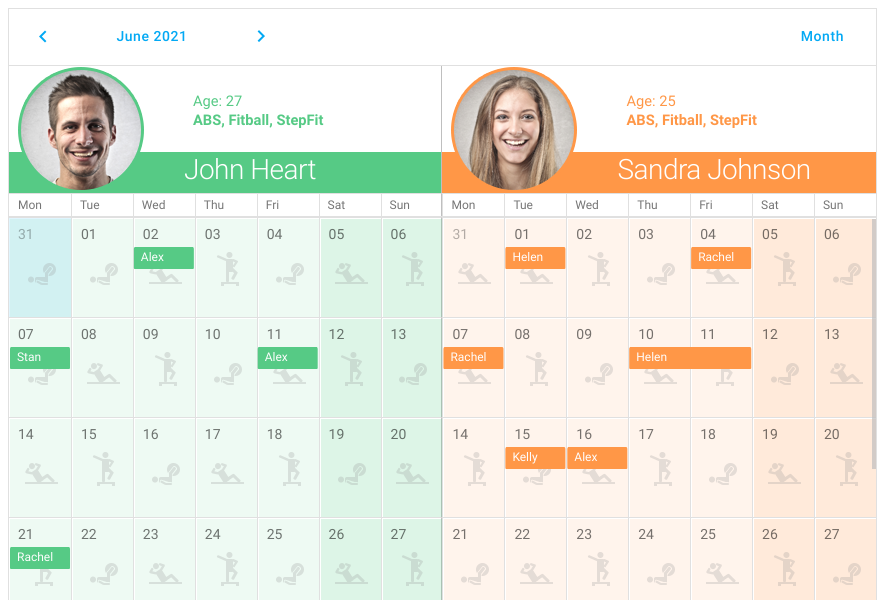 June 2021
Month
Age: 27
ABS, Fitball, StepFit
John Heart
Age: 25
ABS, Fitball, StepFit
Sandra Johnson
Mon Tue Wed Thu Fri Sat Sun
31 01 02 03 04 05 06
Alex
07 08 09 10 11 12 13
Stan Alex
14 15 16 17 18 19 20
21 22 23 24 25 26 27
Rachel
Mon Tue Wed Thu Fri Sat Sun
31 01 02 03 04 05 06
Helen Rachel
07 08 09 10 11 12 13
Rachel Helen
14 15 16 17 18 19 20
Kelly Alex
21 22 23 24 25 26 27